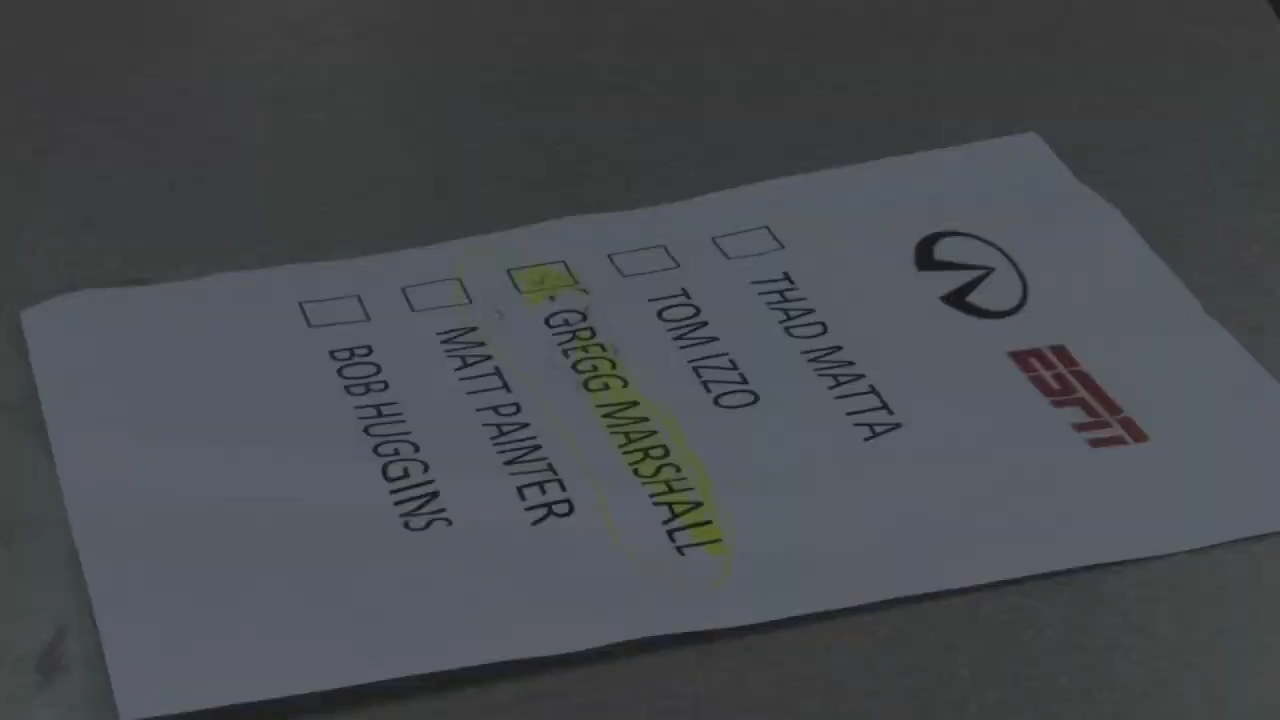 ESPN
THAD MATTA
TOM IZZO
GREGG MARSHALL
MATT PAINTER
BOB HUGGINS